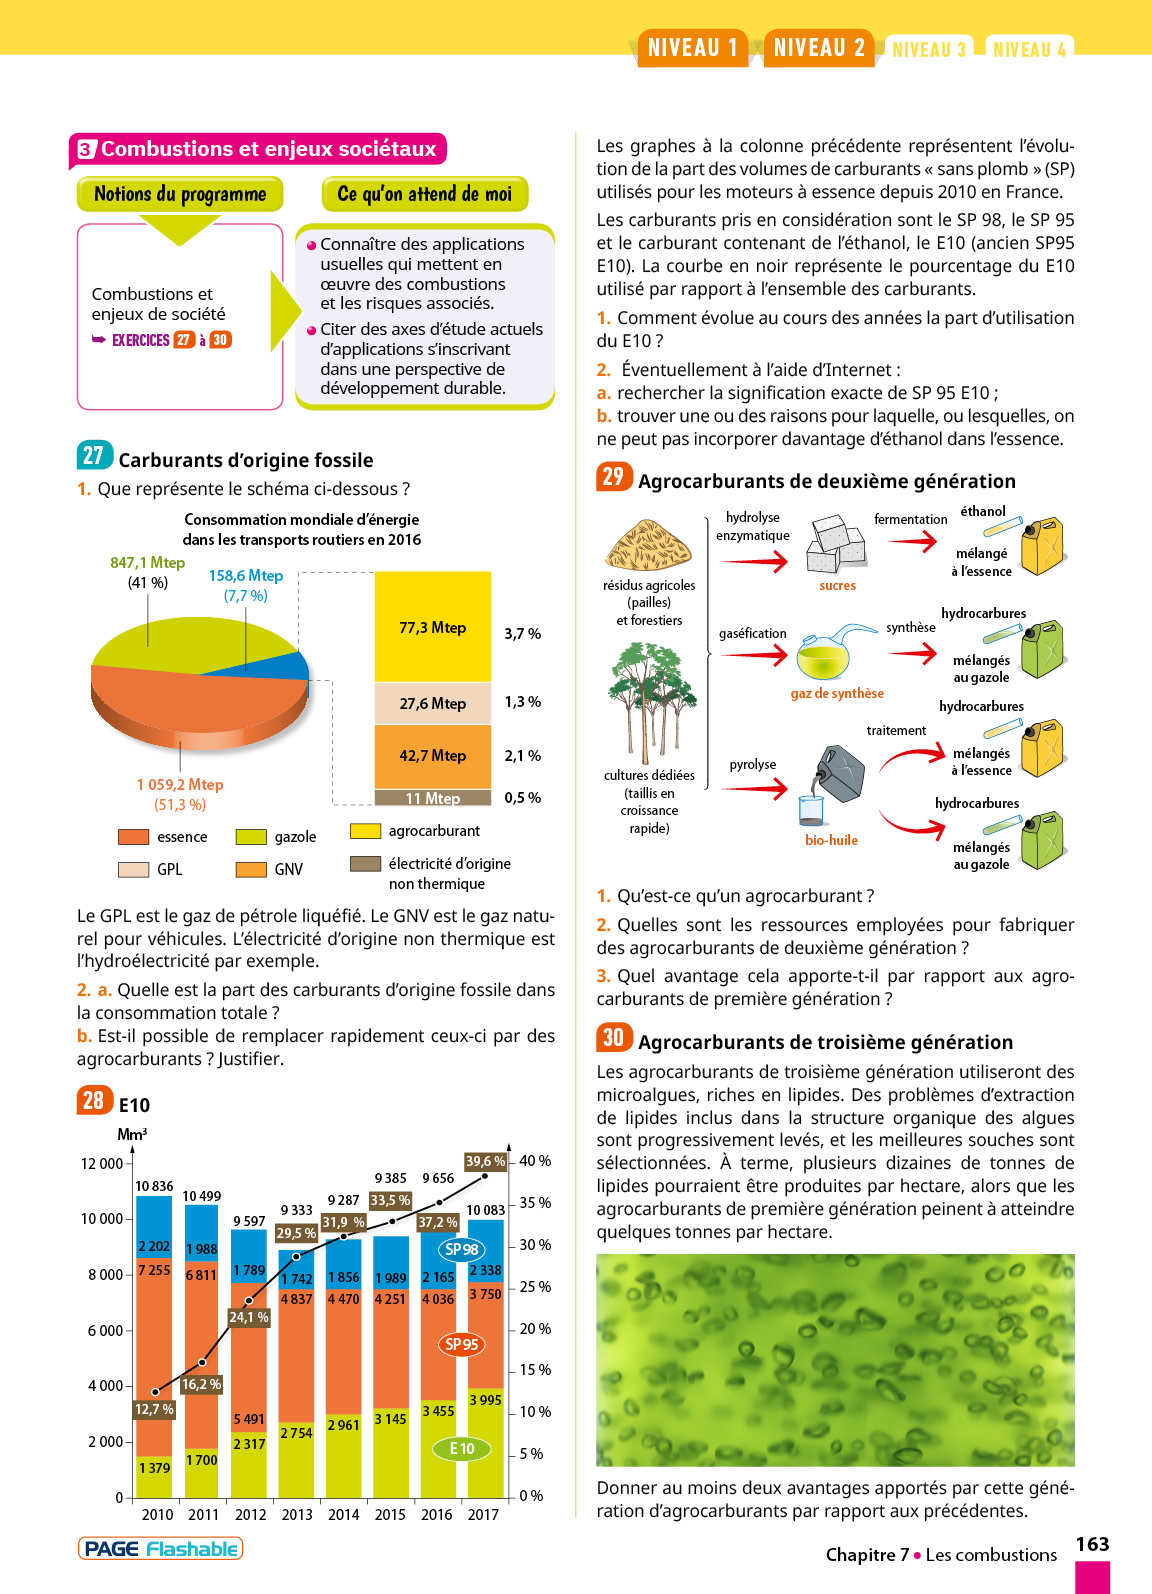 NIVEAU 1 NIVEAU 2 NIVEAU 3 NIVEAU 4
3 Combustions et enjeux sociétaux
Notions du programme
Ce qu'on attend de moi
Combustions et
enjeux de société
➥ EXERCICES 27 à 30
• Connaître des applications
usuelles qui mettent en
œuvre des combustions
et les risques associés.
• Citer des axes d'étude actuels
d'applications s'inscrivant
dans une perspective de
développement durable.
27 Carburants d'origine fossile
1. Que représente le schéma ci-dessous ?
Consommation mondiale d'énergie
dans les transports routiers en 2016
847,1 Mtep
(41 %)
158,6 Mtep
(7,7 %)
77,3 Mtep 3,7 %
27,6 Mtep 1,3 %
42,7 Mtep 2,1 %
11 Mtep 0,5 %
1 059,2 Mtep
(51,3 %)
essence gazole agrocarburant
GPL GNV électricité d'origine
non thermique
Le GPL est le gaz de pétrole liquéfié. Le GNV est le gaz natu-
rel pour véhicules. L'électricité d'origine non thermique est
l'hydroélectricité par exemple.
2. a. Quelle est la part des carburants d'origine fossile dans
la consommation totale ?
b. Est-il possible de remplacer rapidement ceux-ci par des
agrocarburants ? Justifier.
28 E10
Mm³
12 000
10 000
8 000
6 000
4 000
2 000
0
40 %
35 %
30 %
25 %
20 %
15 %
10 %
5 %
0 %
10 836 10 499 9 597 9 333 9 287 9 385 9 656 10 083
2 202 1 988 1 789 1 742 1 856 1 989 2 165 2 338
7 255 6 811 5 491 4 837 4 470 4 251 4 036 3 750
1 379 1 700 2 317 2 754 2 961 3 145 3 455 3 995
12,7 % 16,2 % 24,1 % 29,5 % 31,9 % 33,5 % 37,2 % 39,6 %
SP98
SP95
E10
2010 2011 2012 2013 2014 2015 2016 2017
PAGE Flashable
Les graphes à la colonne précédente représentent l'évolu-
tion de la part des volumes de carburants « sans plomb » (SP)
utilisés pour les moteurs à essence depuis 2010 en France.
Les carburants pris en considération sont le SP 98, le SP 95
et le carburant contenant de l'éthanol, le E10 (ancien SP95
E10). La courbe en noir représente le pourcentage du E10
utilisé par rapport à l'ensemble des carburants.
1. Comment évolue au cours des années la part d'utilisation
du E10 ?
2. Éventuellement à l'aide d'Internet :
a. rechercher la signification exacte de SP 95 E10 ;
b. trouver une ou des raisons pour laquelle, ou lesquelles, on
ne peut pas incorporer davantage d'éthanol dans l'essence.
29 Agrocarburants de deuxième génération
résidus agricoles
(pailles)
et forestiers
cultures dédiées
(taillis en
croissance
rapide)
hydrolyse
enzymatique
sucres
fermentation
éthanol
mélangé
à l'essence
gaséfication
gaz de synthèse
synthèse
hydrocarbures
mélangés
au gazole
pyrolyse
bio-huile
traitement
hydrocarbures
mélangés
à l'essence
hydrocarbures
mélangés
au gazole
1. Qu'est-ce qu'un agrocarburant ?
2. Quelles sont les ressources employées pour fabriquer
des agrocarburants de deuxième génération ?
3. Quel avantage cela apporte-t-il par rapport aux agro-
carburants de première génération ?
30 Agrocarburants de troisième génération
Les agrocarburants de troisième génération utiliseront des
microalgues, riches en lipides. Des problèmes d'extraction
de lipides inclus dans la structure organique des algues
sont progressivement levés, et les meilleures souches sont
sélectionnées. À terme, plusieurs dizaines de tonnes de
lipides pourraient être produites par hectare, alors que les
agrocarburants de première génération peinent à atteindre
quelques tonnes par hectare.
Donner au moins deux avantages apportés par cette géné-
ration d'agrocarburants par rapport aux précédentes.
Chapitre 7 • Les combustions
163